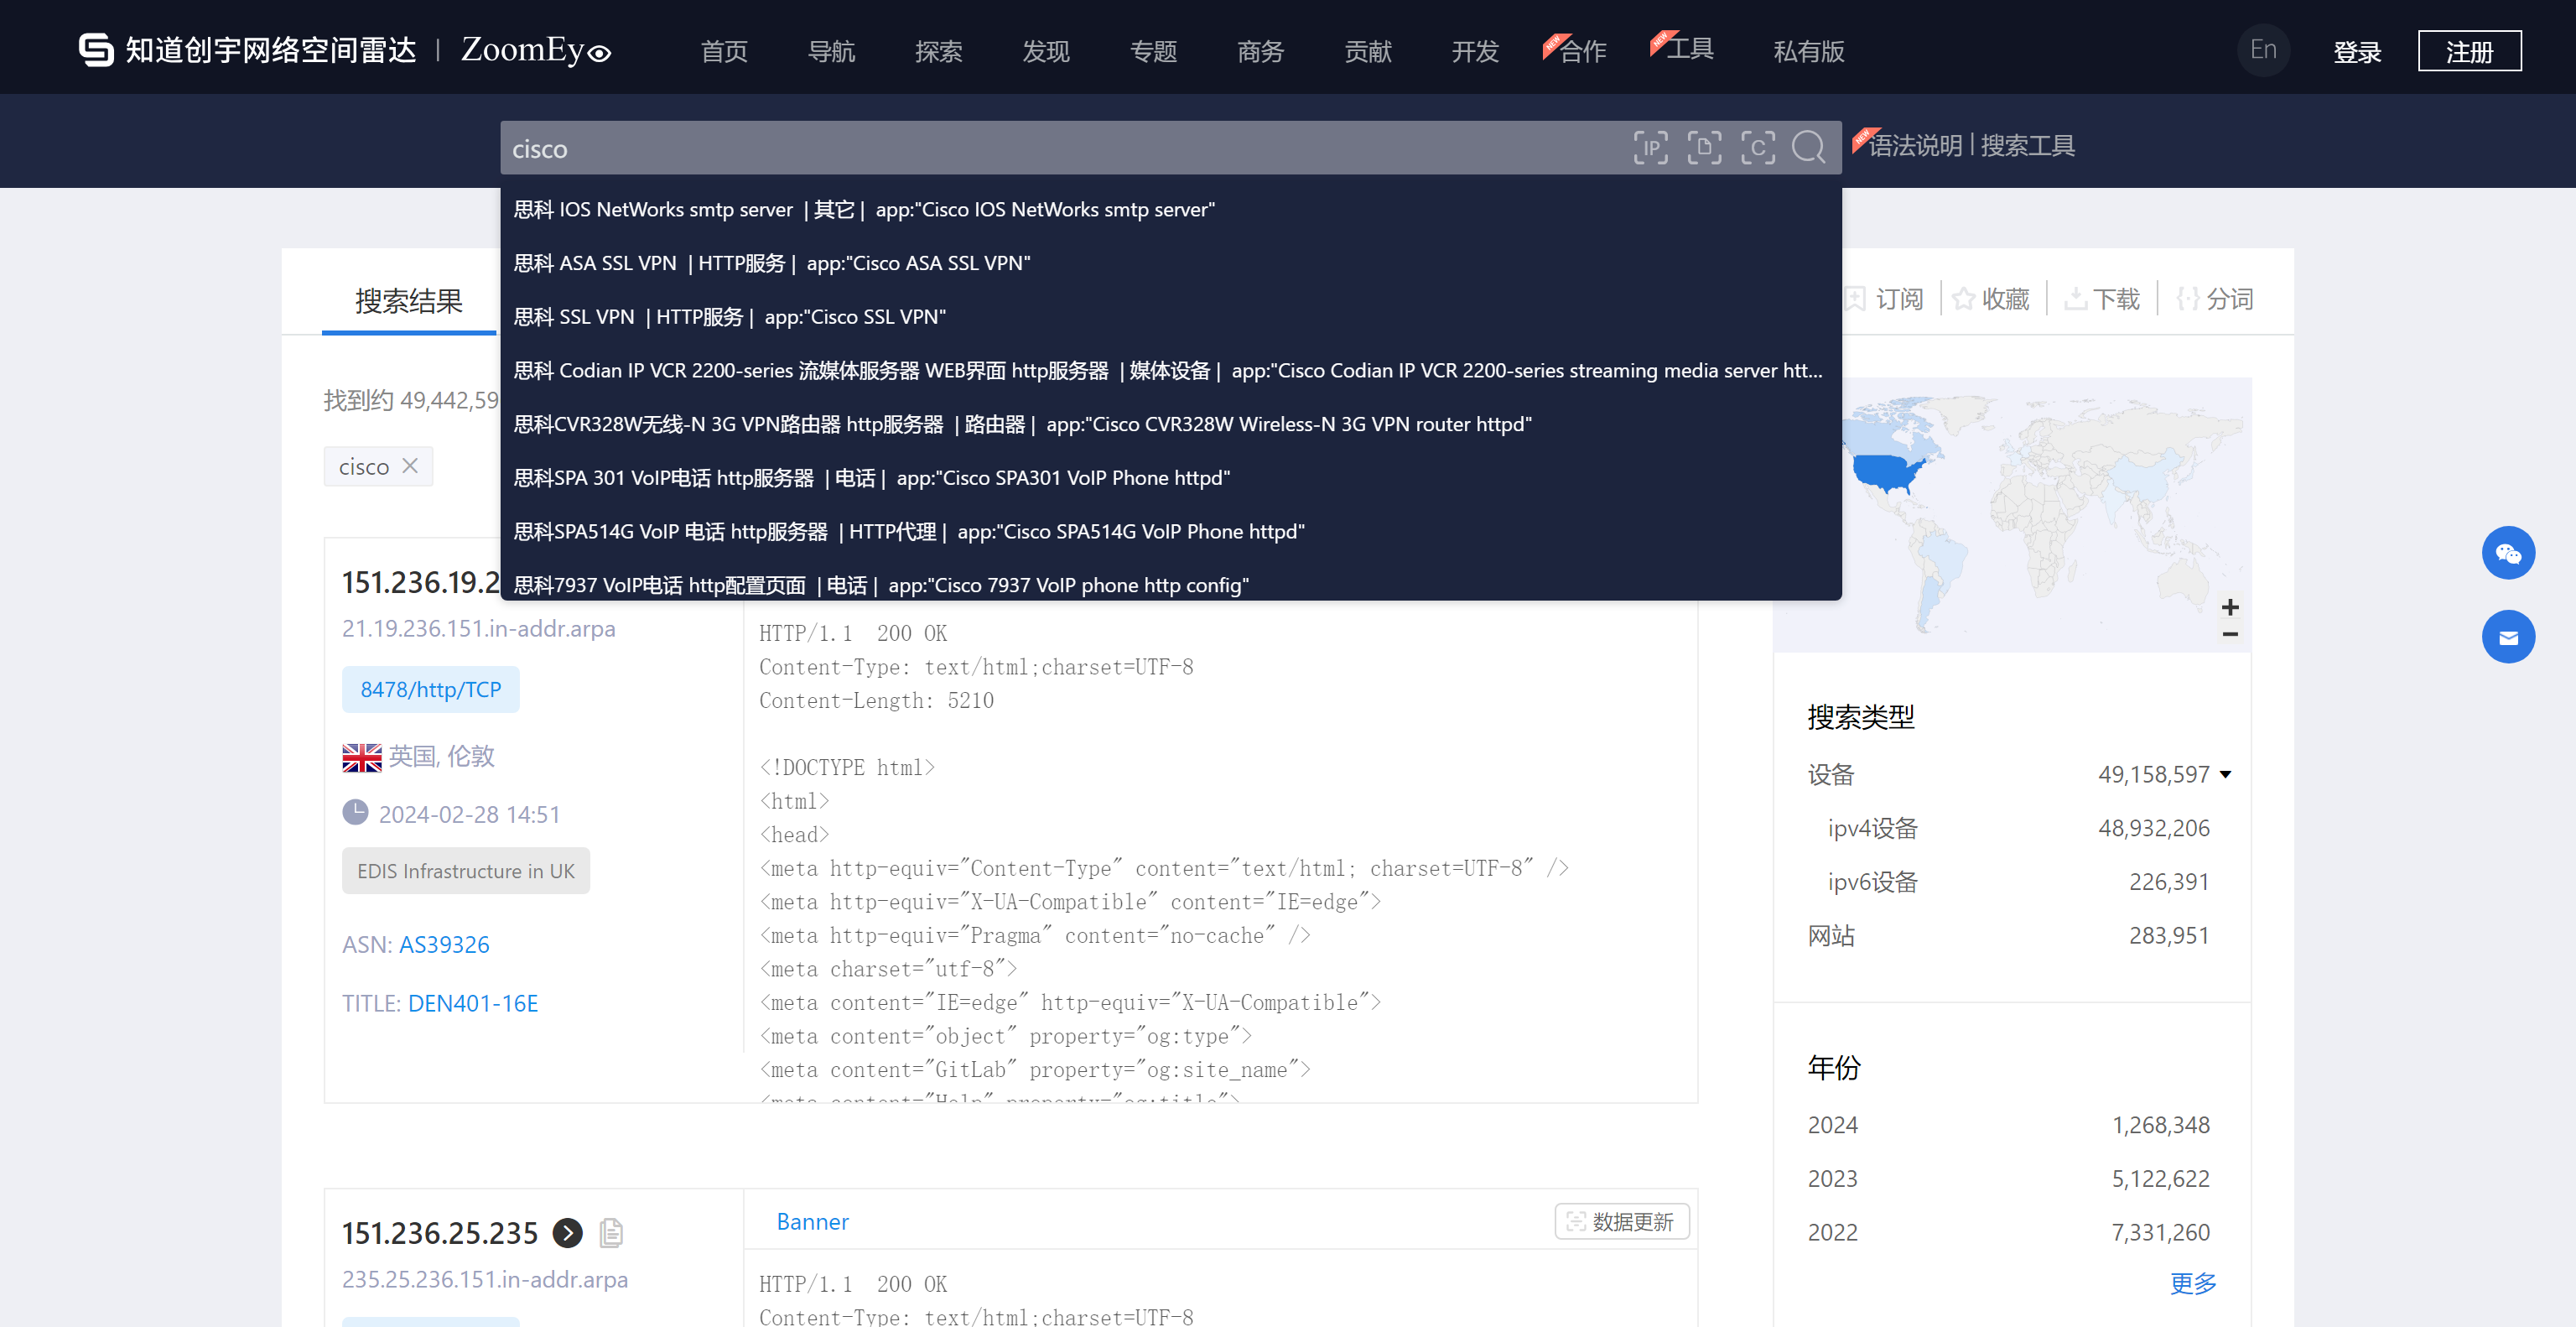 知道创宇网络空间雷达 | ZoomEye
首页 导航 探索 发现 专题 商务 贡献 开发 NEW 合作 NEW 工具 私有版
En 登录 注册
cisco
IP C
NEW 语法说明 | 搜索工具
思科 IOS NetWorks smtp server | 其它 | app:"Cisco IOS NetWorks smtp server"
思科 ASA SSL VPN | HTTP服务 | app:"Cisco ASA SSL VPN"
思科 SSL VPN | HTTP服务 | app:"Cisco SSL VPN"
思科 Codian IP VCR 2200-series 流媒体服务器 WEB界面 http服务器 | 媒体设备 | app:"Cisco Codian IP VCR 2200-series streaming media server htt...
思科CVR328W无线-N 3G VPN路由器 http服务器 | 路由器 | app:"Cisco CVR328W Wireless-N 3G VPN router httpd"
思科SPA 301 VoIP电话 http服务器 | 电话 | app:"Cisco SPA301 VoIP Phone httpd"
思科SPA514G VoIP 电话 http服务器 | HTTP代理 | app:"Cisco SPA514G VoIP Phone httpd"
思科7937 VoIP电话 http配置页面 | 电话 | app:"Cisco 7937 VoIP phone http config"
搜索结果
订阅 收藏 下载 分词
找到约 49,442,59
cisco
151.236.19.2
21.19.236.151.in-addr.arpa
8478/http/TCP
英国, 伦敦
2024-02-28 14:51
EDIS Infrastructure in UK
ASN: AS39326
TITLE: DEN401-16E
HTTP/1.1 200 OK
Content-Type: text/html;charset=UTF-8
Content-Length: 5210
<!DOCTYPE html>
<html>
<head>
<meta http-equiv="Content-Type" content="text/html; charset=UTF-8" />
<meta http-equiv="X-UA-Compatible" content="IE=edge">
<meta http-equiv="Pragma" content="no-cache" />
<meta charset="utf-8">
<meta content="IE=edge" http-equiv="X-UA-Compatible">
<meta content="object" property="og:type">
<meta content="GitLab" property="og:site_name">
<meta content="Help" property="og:title">
151.236.25.235
235.25.236.151.in-addr.arpa
Banner
数据更新
HTTP/1.1 200 OK
Content-Type: text/html;charset=UTF-8
搜索类型
设备 49,158,597
ipv4设备 48,932,206
ipv6设备 226,391
网站 283,951
年份
2024 1,268,348
2023 5,122,622
2022 7,331,260
更多